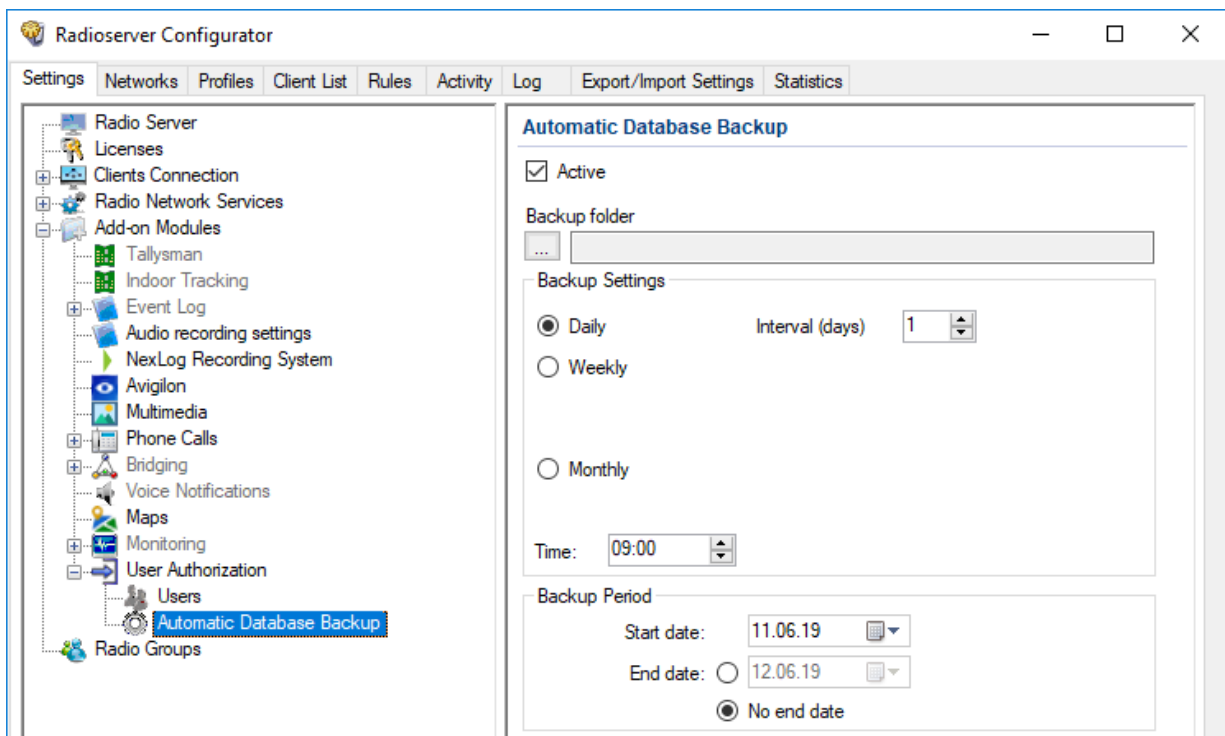 Radioserver Configurator
Settings Networks Profiles Client List Rules Activity Log Export/Import Settings Statistics
Radio Server
Licenses
Clients Connection
Radio Network Services
Add-on Modules
Tallysman
Indoor Tracking
Event Log
Audio recording settings
NexLog Recording System
Avigilon
Multimedia
Phone Calls
Bridging
Voice Notifications
Maps
Monitoring
User Authorization
Users
Automatic Database Backup
Radio Groups
Automatic Database Backup
Active
Backup folder
...
Backup Settings
Daily Interval (days) 1
Weekly
Monthly
Time: 09:00
Backup Period
Start date: 11.06.19
End date: 12.06.19
No end date